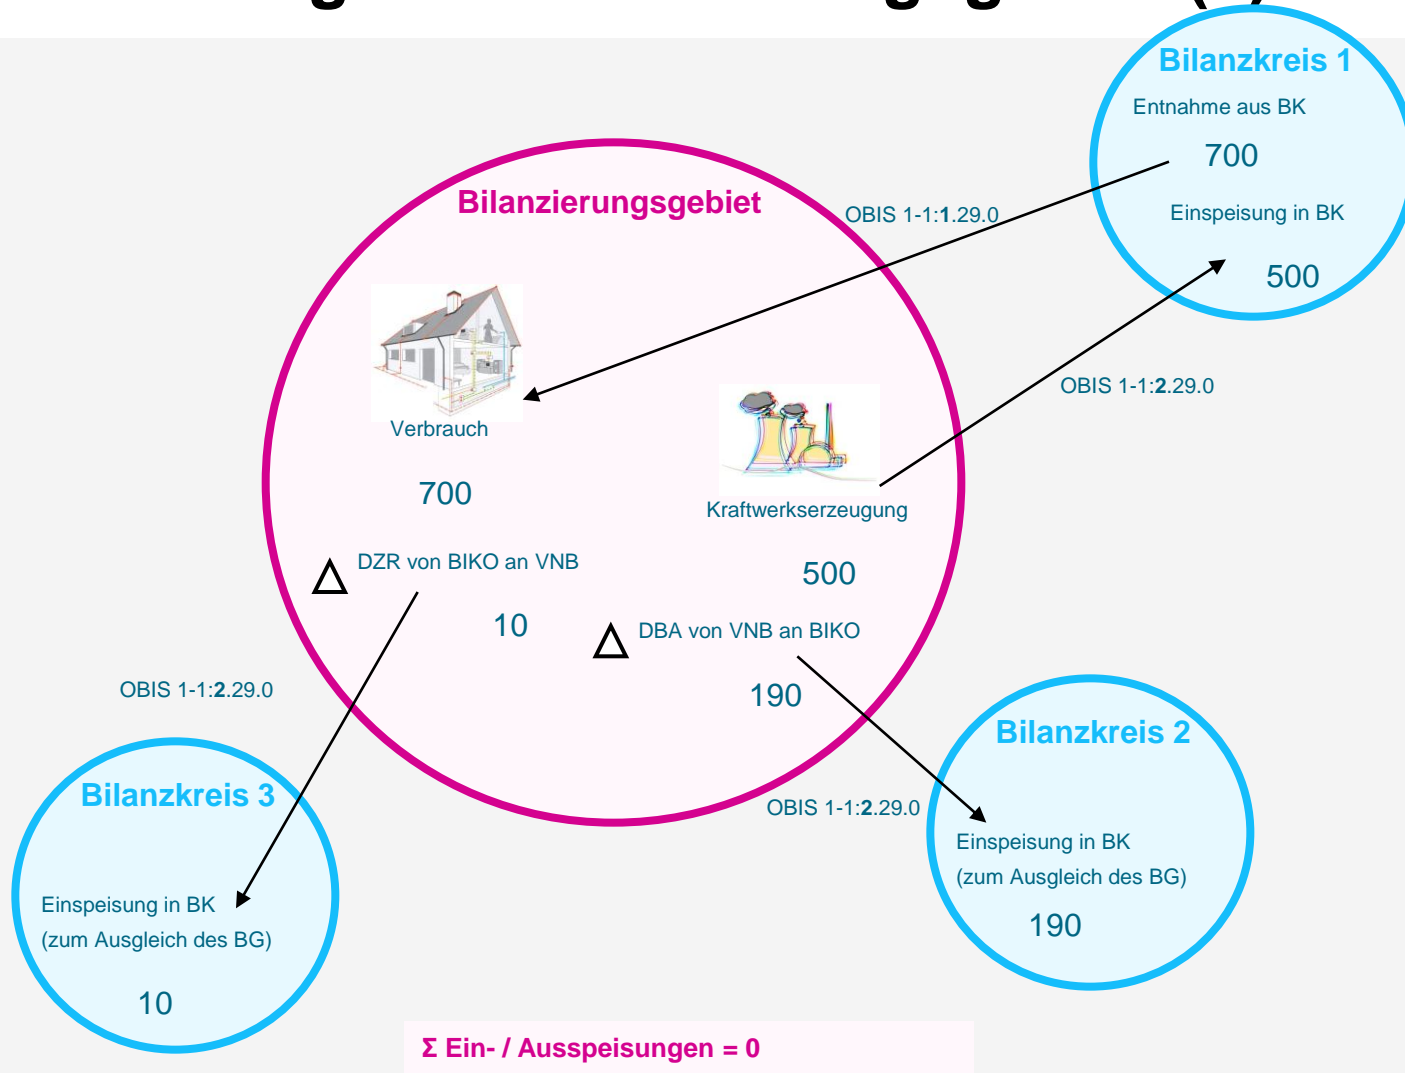 Bilanzkreis 1
Entnahme aus BK
700
Einspeisung in BK
500
Bilanzierungsgebiet
OBIS 1-1:1.29.0
OBIS 1-1:2.29.0
Verbrauch
700
Kraftwerkserzeugung
500
DZR von BIKO an VNB
10
Δ
DBA von VNB an BIKO
190
Δ
OBIS 1-1:2.29.0
Bilanzkreis 3
Einspeisung in BK
(zum Ausgleich des BG)
10
OBIS 1-1:2.29.0
Bilanzkreis 2
Einspeisung in BK
(zum Ausgleich des BG)
190
Σ Ein- / Ausspeisungen = 0